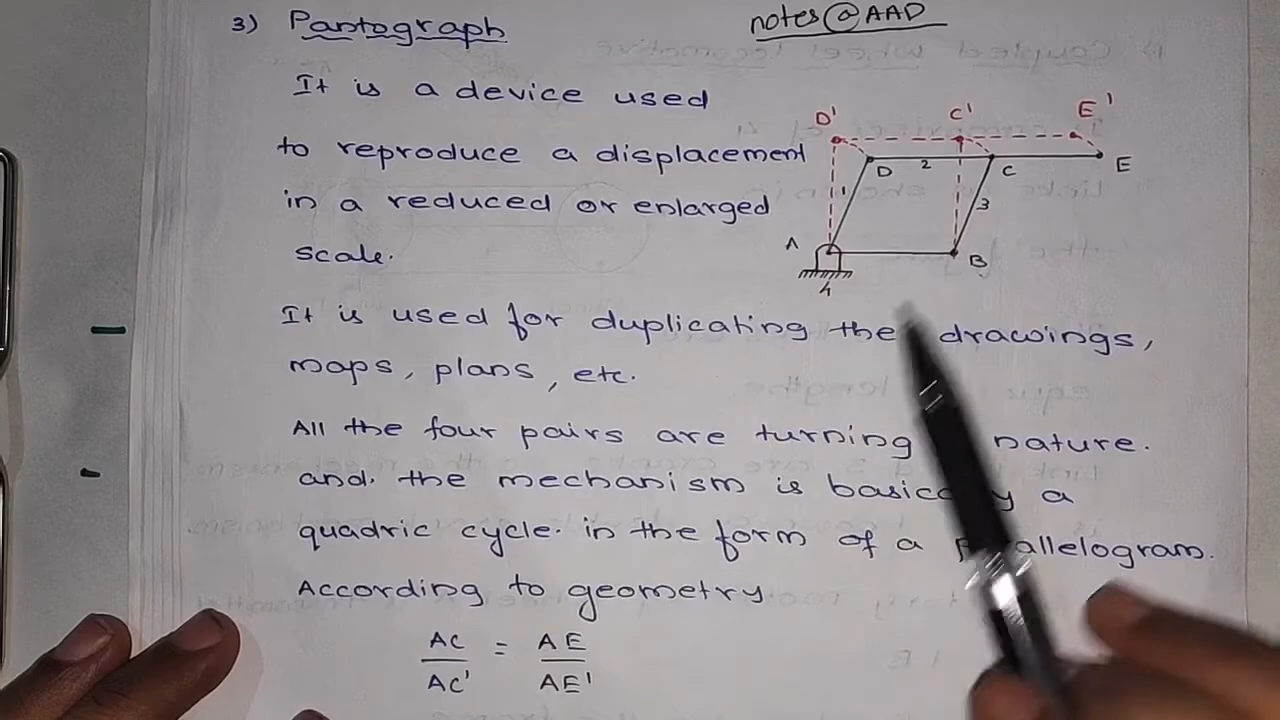 3) Pantograph
notes@AAD
It is a device used
to reproduce a displacement
in a reduced or enlarged
scale.
D' C' E'
D 2 C E
1 3
A B
4
It is used for duplicating the drawings,
maps, plans, etc.
All the four pairs are turning nature.
and. the mechanism is a
quadric cycle. in the form of a
According to geometry
AC = AE
AC' AE'